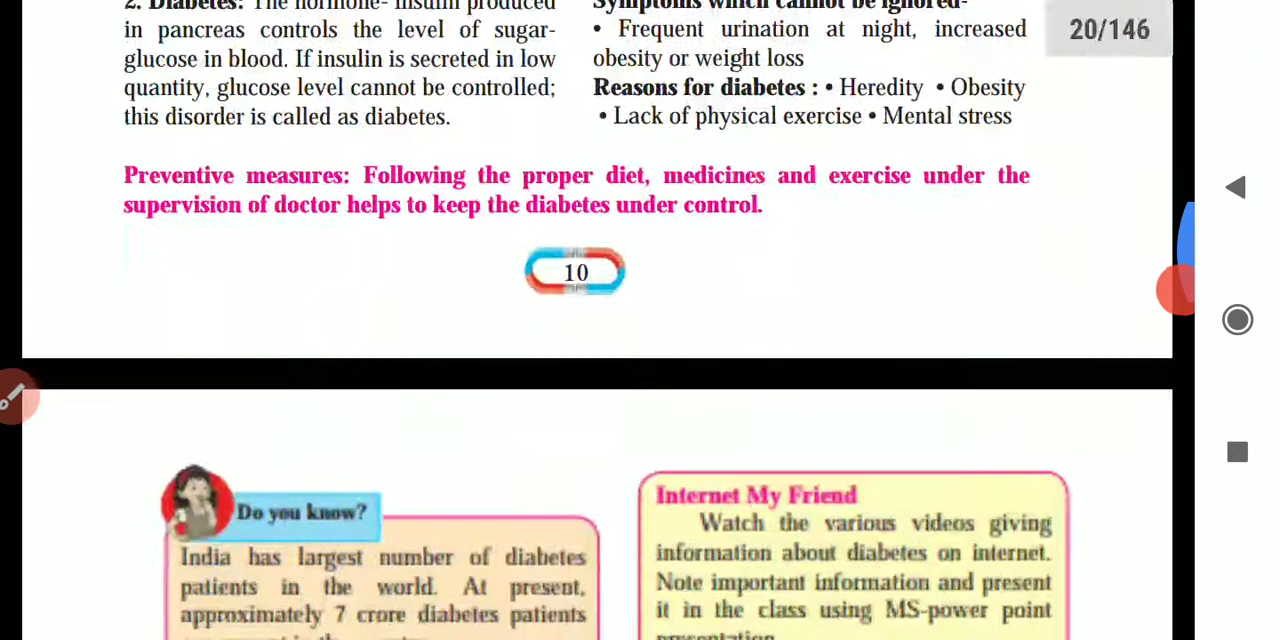 2. Diabetes: The hormone- insulin produced
in pancreas controls the level of sugar-
glucose in blood. If insulin is secreted in low
quantity, glucose level cannot be controlled;
this disorder is called as diabetes.
Symptoms which cannot be ignored-
• Frequent urination at night, increased
obesity or weight loss
Reasons for diabetes : • Heredity • Obesity
• Lack of physical exercise • Mental stress
20/146
Preventive measures: Following the proper diet, medicines and exercise under the
supervision of doctor helps to keep the diabetes under control.
10
Do you know?
India has largest number of diabetes
patients in the world. At present,
approximately 7 crore diabetes patients
Internet My Friend
Watch the various videos giving
information about diabetes on internet.
Note important information and present
it in the class using MS-power point
presentation